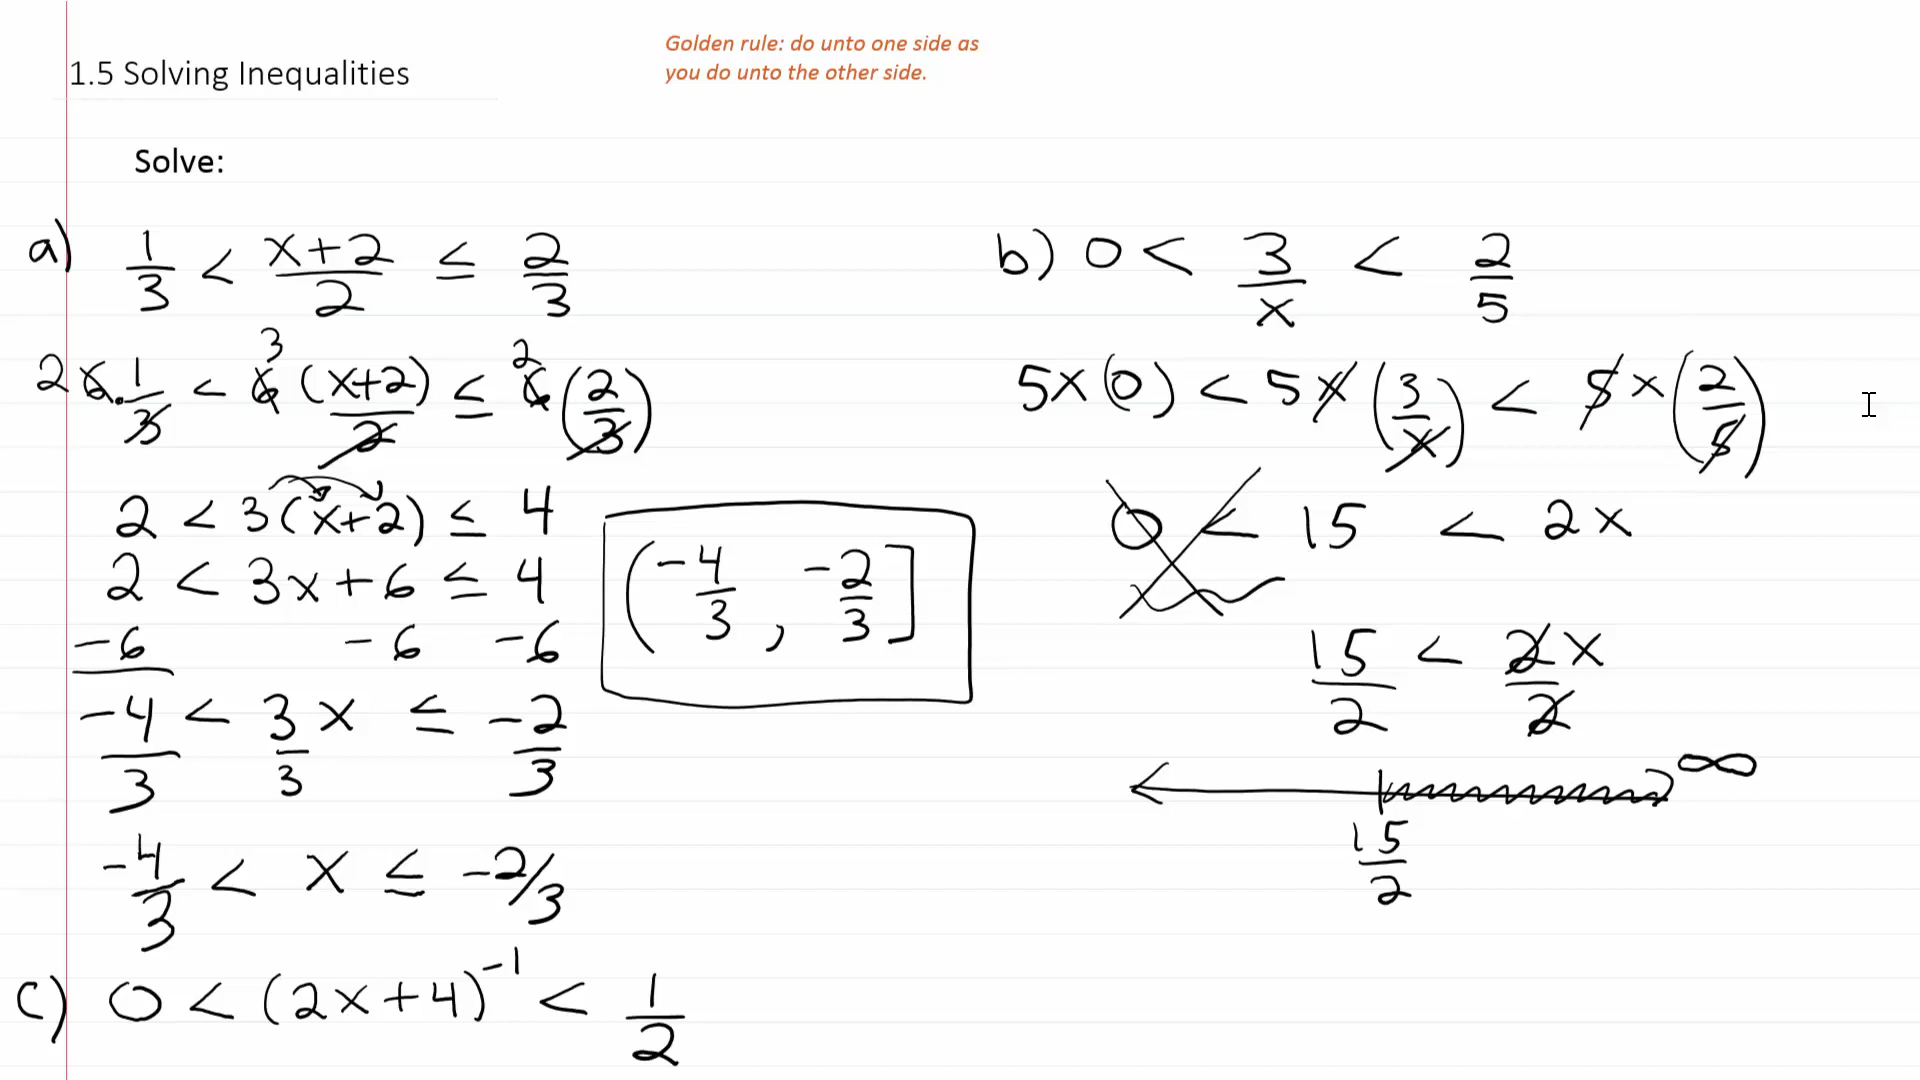 1.5 Solving Inequalities
Golden rule: do unto one side as
you do unto the other side.
Solve:
a) 1/3 < (x+2)/2 ≤ 2/3
2 6·1/3 < 3 6 (x+2)/2 ≤ 2 6 (2/3)
2 < 3(x+2) ≤ 4
2 < 3x+6 ≤ 4
-6 -6 -6
-4/3 < 3x/3 ≤ -2/3
-4/3 < x ≤ -2/3
(-4/3, -2/3]
b) 0 < 3/x < 2/5
5x(0) < 5x(3/x) < 5x(2/5)
0 < 15 < 2x
15/2 < 2x/2
∞
15/2
c) 0 < (2x+4)⁻¹ < 1/2